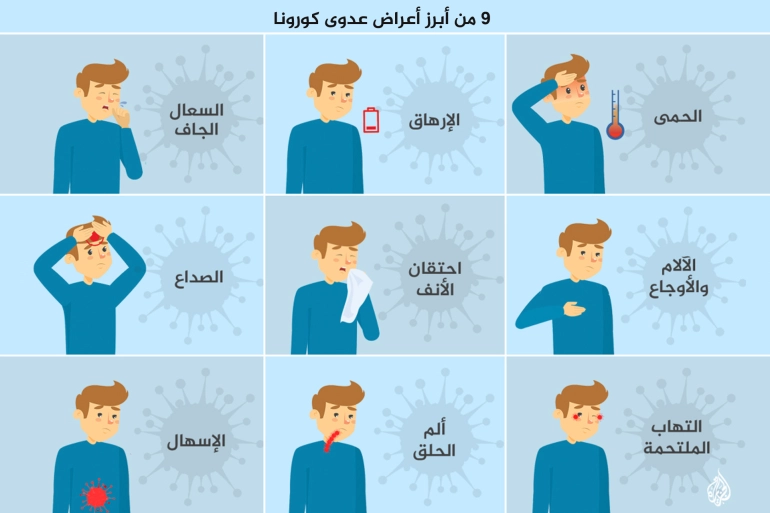 9 من أبرز أعراض عدوى كورونا
الحمى
الإرهاق
السعال
الجاف
الآلام
والأوجاع
احتقان
الأنف
الصداع
التهاب
الملتحمة
ألم
الحلق
الإسهال